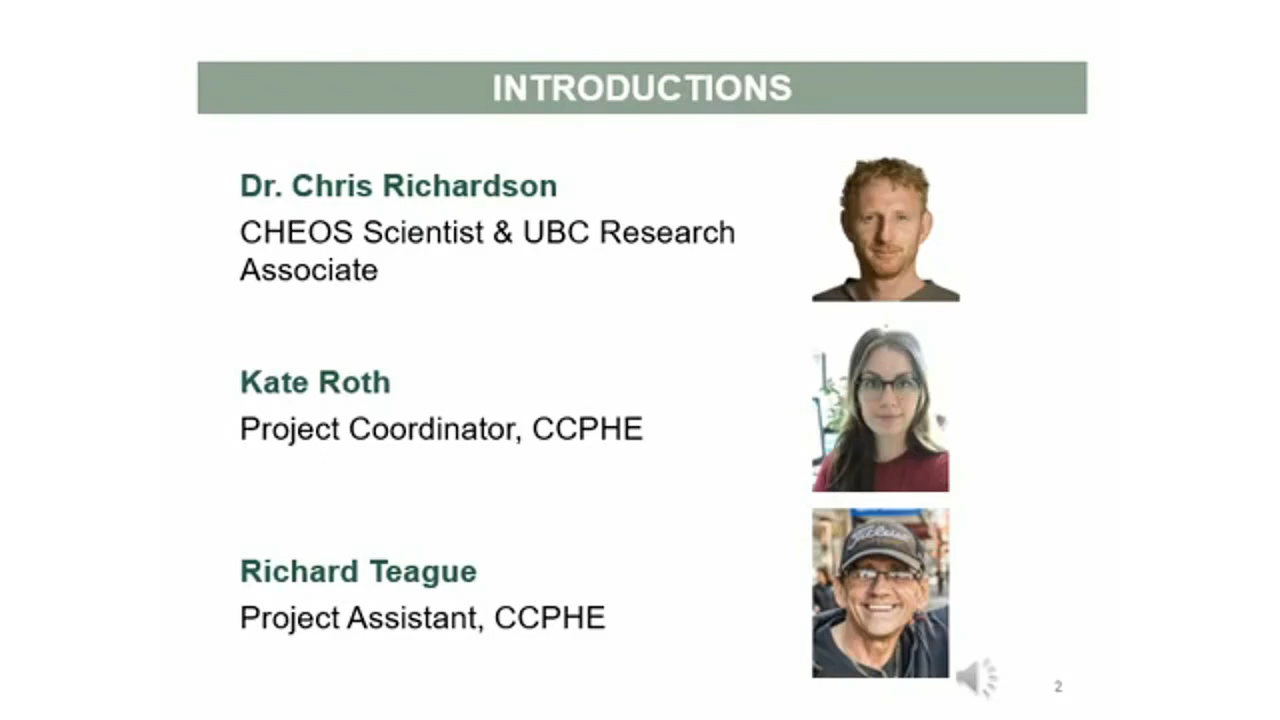 INTRODUCTIONS
Dr. Chris Richardson
CHEOS Scientist & UBC Research
Associate
Kate Roth
Project Coordinator, CCPHE
Titleist
Richard Teague
Project Assistant, CCPHE
2